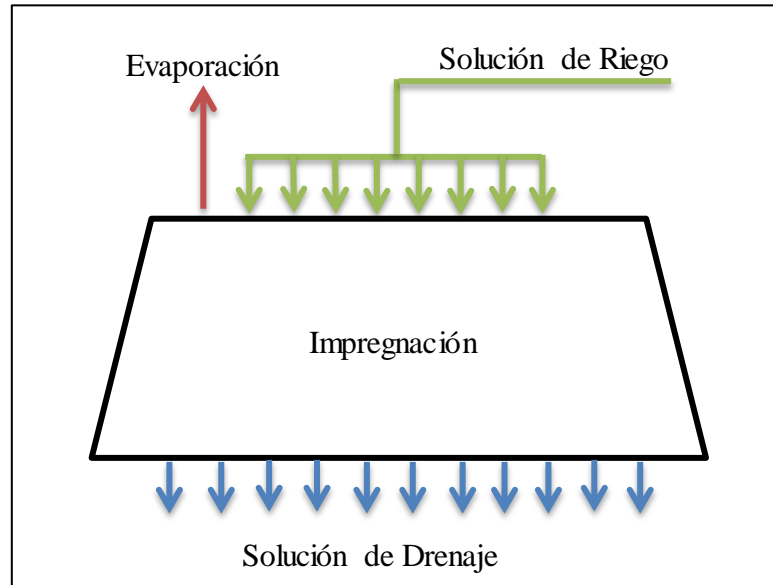 Evaporación
Solución de Riego
Impregnación
Solución de Drenaje